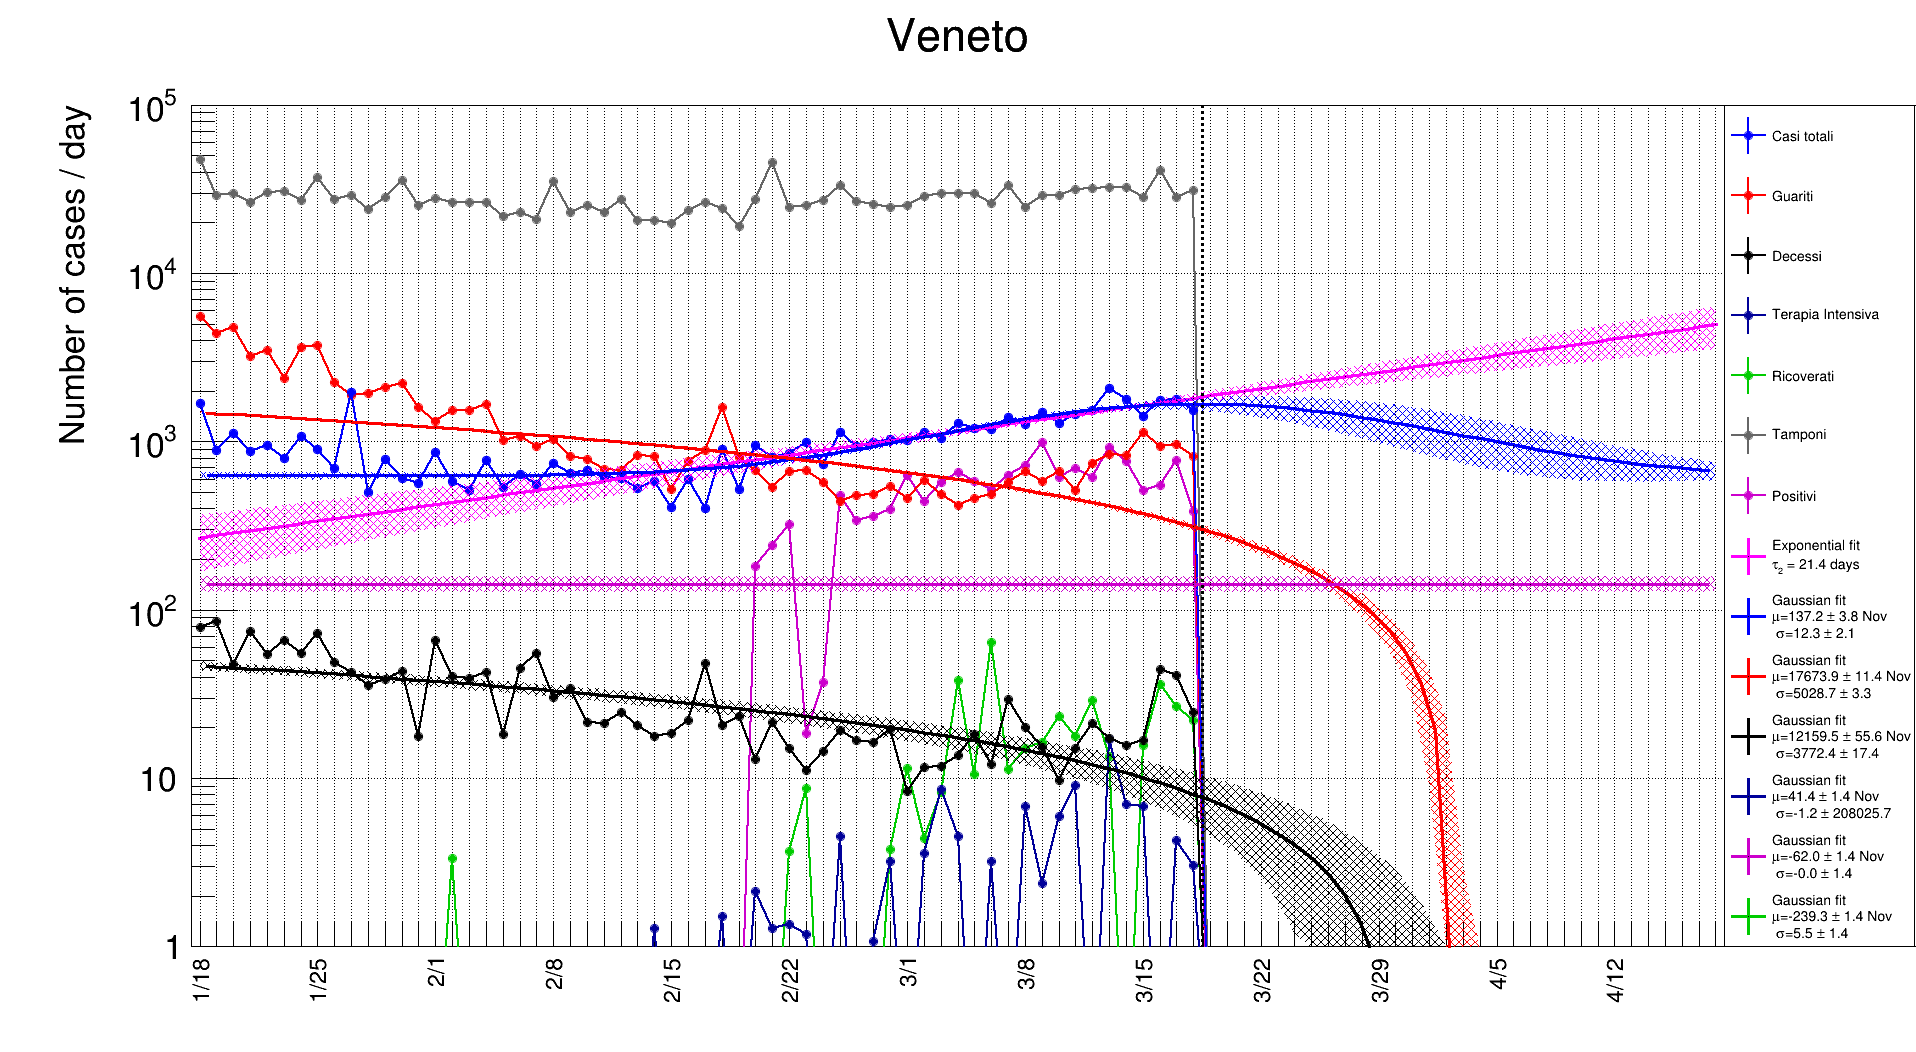 Veneto
Number of cases / day
10^5
10^4
10^3
10^2
10
1
1/18
1/25
2/1
2/8
2/15
2/22
3/1
3/8
3/15
3/22
3/29
4/5
4/12
Casi totali
Guariti
Decessi
Terapia Intensiva
Ricoverati
Tamponi
Positivi
Exponential fit
τ₂ = 21.4 days
Gaussian fit
μ=137.2 ± 3.8 Nov
σ=12.3 ± 2.1
Gaussian fit
μ=17673.9 ± 11.4 Nov
σ=5028.7 ± 3.3
Gaussian fit
μ=12159.5 ± 55.6 Nov
σ=3772.4 ± 17.4
Gaussian fit
μ=41.4 ± 1.4 Nov
σ=-1.2 ± 208025.7
Gaussian fit
μ=-62.0 ± 1.4 Nov
σ=-0.0 ± 1.4
Gaussian fit
μ=-239.3 ± 1.4 Nov
σ=5.5 ± 1.4